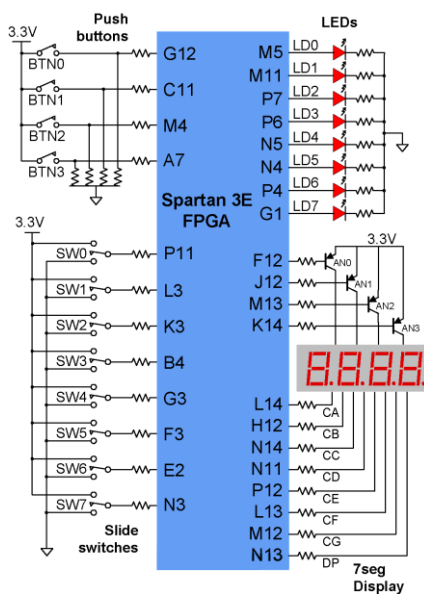 Push
buttons
3.3V
BTN0
BTN1
BTN2
BTN3
G12
C11
M4
A7
LEDs
M5 LD0
M11 LD1
P7 LD2
P6 LD3
N5 LD4
N4 LD5
P4 LD6
G1 LD7
Spartan 3E
FPGA
3.3V
SW0 P11
SW1 L3
SW2 K3
SW3 B4
SW4 G3
SW5 F3
SW6 E2
SW7 N3
Slide
switches
3.3V
F12 AN0
J12 AN1
M13 AN2
K14 AN3
8.8.8.8.
L14 CA
H12 CB
N14 CC
N11 CD
P12 CE
L13 CF
M12 CG
N13 DP
7seg
Display